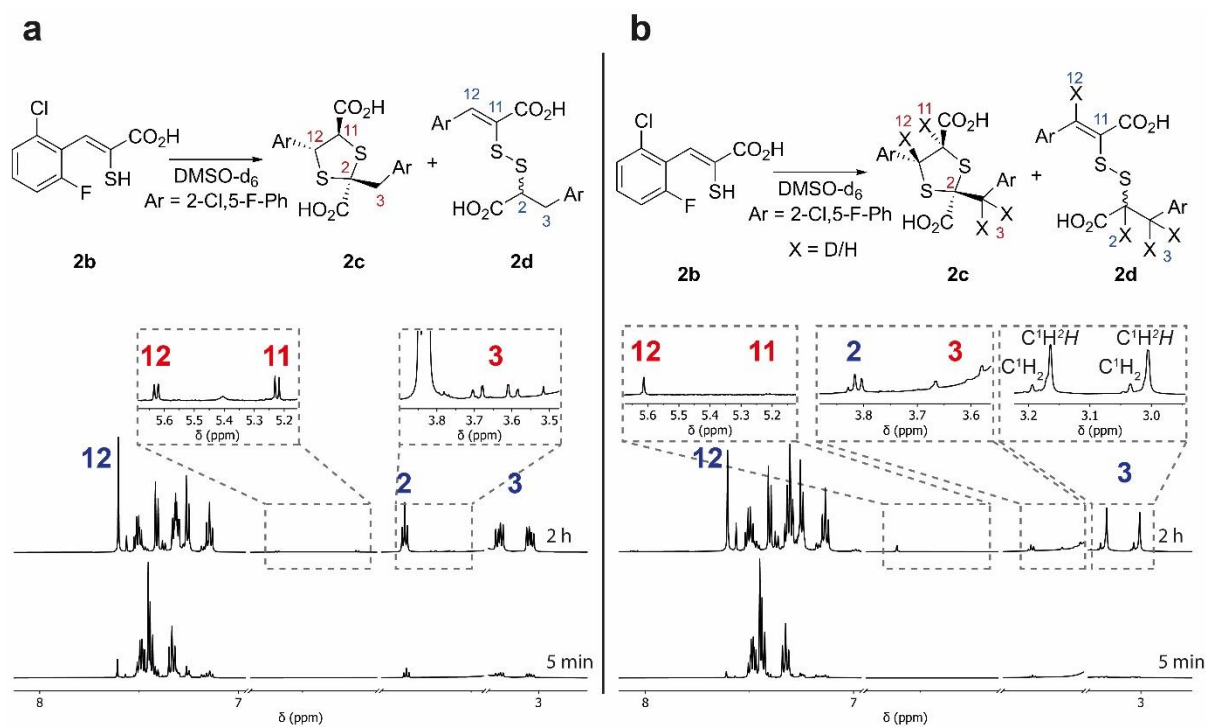 a
Cl
F
CO₂H
SH
DMSO-d₆
Ar = 2-Cl,5-F-Ph
CO₂H
Ar
12
11
S
2
S
Ar
3
HO₂C
+
12
11
CO₂H
Ar
S
S
Ar
HO₂C
2
3
2b
2c
2d
12
11
5.6 5.5 5.4 5.3 5.2
δ (ppm)
3
3.8 3.7 3.6 3.5
δ (ppm)
12
2
3
2 h
5 min
8 7 3
δ (ppm)
b
Cl
F
CO₂H
SH
DMSO-d₆
Ar = 2-Cl,5-F-Ph
X = D/H
11
12
X
X
CO₂H
Ar
S
2
S
Ar
X
X
3
HO₂C
+
12
X
11
CO₂H
Ar
S
S
HO₂C
Ar
X
X
X
2
3
2b
2c
2d
12
11
5.6 5.5 5.4 5.3 5.2
δ (ppm)
2
3
3.8 3.7 3.6
δ (ppm)
C¹H²H
C¹H₂
C¹H²H
C¹H₂
3.2 3.1 3.0
δ (ppm)
12
3
2 h
5 min
8 7 3
δ (ppm)